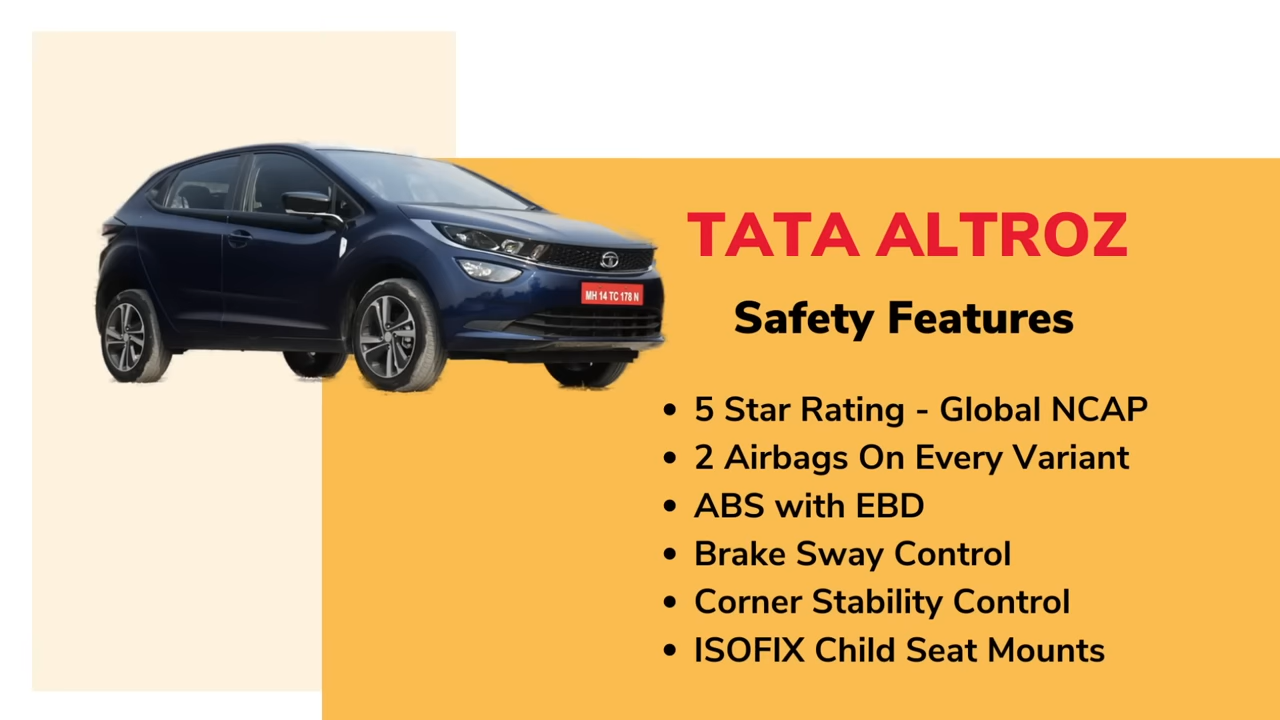 TATA ALTROZ
Safety Features
• 5 Star Rating - Global NCAP
• 2 Airbags On Every Variant
• ABS with EBD
• Brake Sway Control
• Corner Stability Control
• ISOFIX Child Seat Mounts
MH 14 TC 178 N